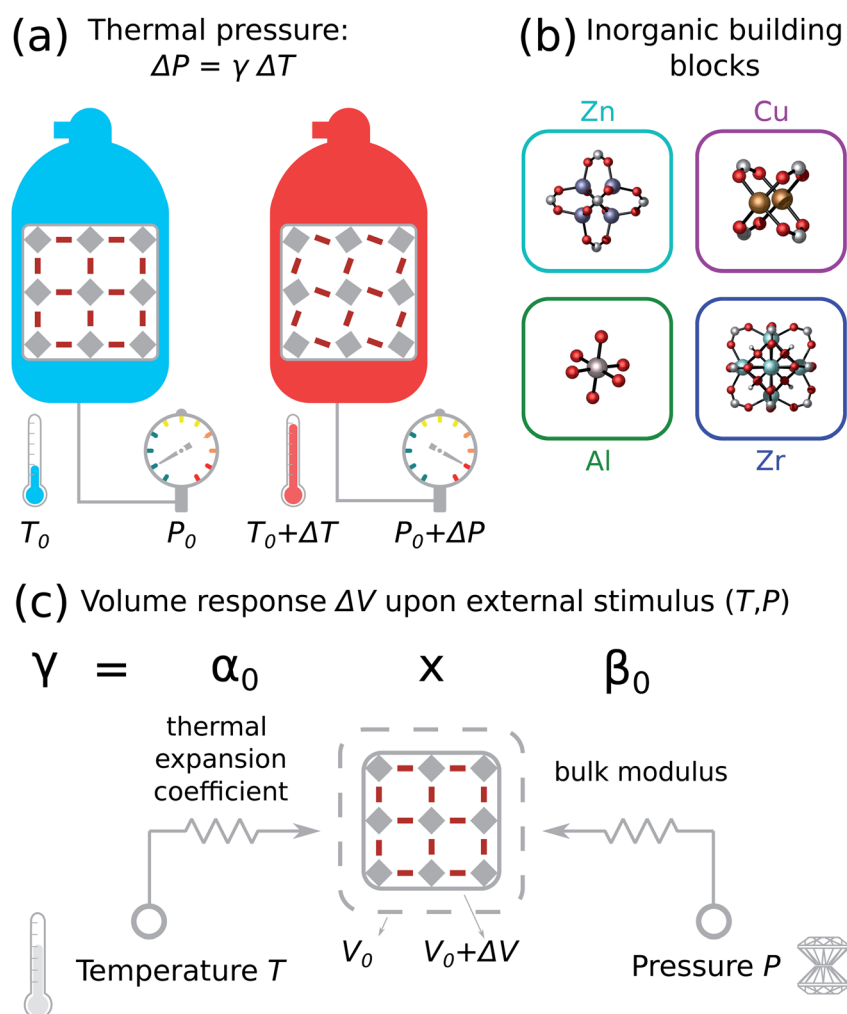 (a) Thermal pressure:
ΔP = γ ΔT
T₀
P₀
T₀+ΔT
P₀+ΔP
(b) Inorganic building
blocks
Zn
Cu
Al
Zr
(c) Volume response ΔV upon external stimulus (T,P)
γ = α₀ x β₀
thermal
expansion
coefficient
bulk modulus
V₀
V₀+ΔV
Temperature T
Pressure P